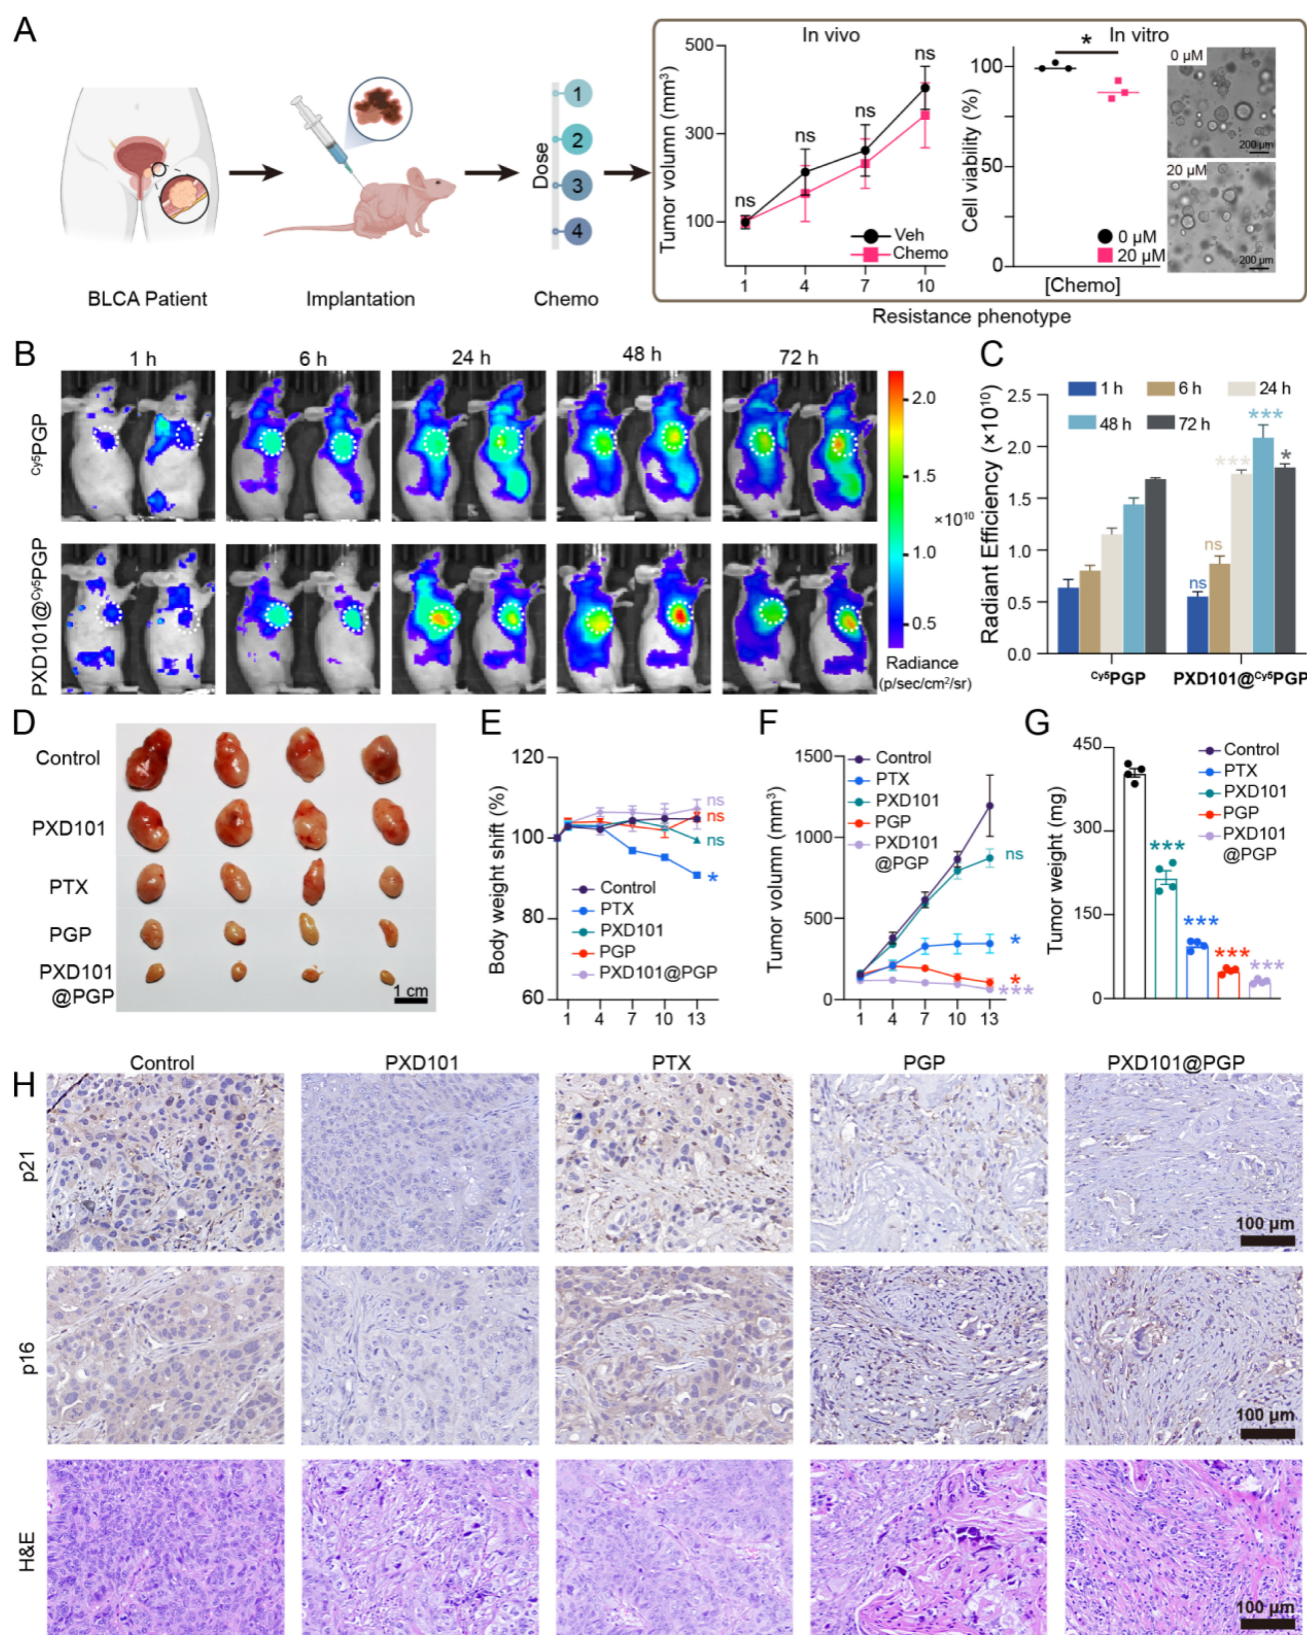 A
BLCA Patient
Implantation
Dose
1
2
3
4
Chemo
In vivo
Tumor volumn (mm³)
500
300
100
ns
ns
ns
ns
Veh
Chemo
1 4 7 10
In vitro
Cell viability (%)
100
50
0
*
0 µM
20 µM
[Chemo]
0 µM
200 µm
20 µM
200 µm
Resistance phenotype
B
1 h 6 h 24 h 48 h 72 h
Cy5PGP
PXD101@Cy5PGP
2.0
1.5
×10¹⁰
1.0
0.5
Radiance
(p/sec/cm²/sr)
C
1 h 6 h 24 h
48 h 72 h
Radiant Efficiency (×10¹⁰)
2.5
2.0
1.5
1.0
0.5
0.0
ns
ns
***
***
*
Cy5PGP PXD101@Cy5PGP
D
Control
PXD101
PTX
PGP
PXD101
@PGP
1 cm
E
Body weight shift (%)
120
100
80
60
ns
ns
ns
*
Control
PTX
PXD101
PGP
PXD101@PGP
1 4 7 10 13
F
Tumor volumn (mm³)
1500
1000
500
0
Control
PTX
PXD101
PGP
PXD101
@PGP
ns
*
*
***
1 4 7 10 13
G
Tumor weight (mg)
450
300
150
0
Control
PTX
PXD101
PGP
PXD101
@PGP
***
***
***
***
H
Control PXD101 PTX PGP PXD101@PGP
p21
100 µm
p16
100 µm
H&E
100 µm